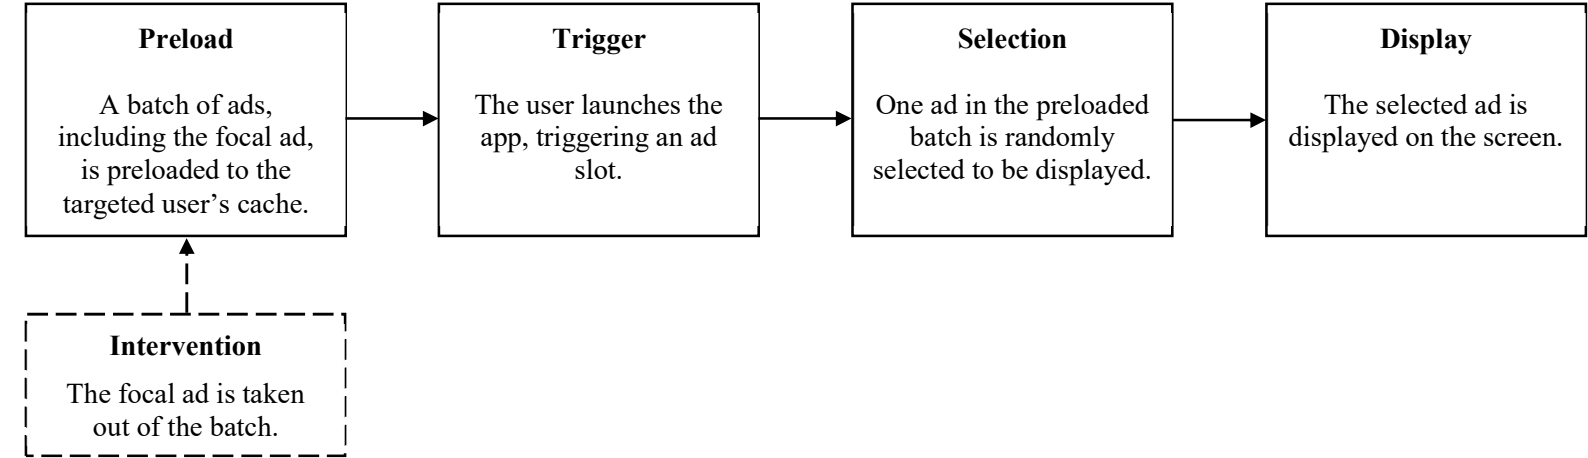 Preload
A batch of ads,
including the focal ad,
is preloaded to the
targeted user’s cache.
Trigger
The user launches the
app, triggering an ad
slot.
Selection
One ad in the preloaded
batch is randomly
selected to be displayed.
Display
The selected ad is
displayed on the screen.
Intervention
The focal ad is taken
out of the batch.